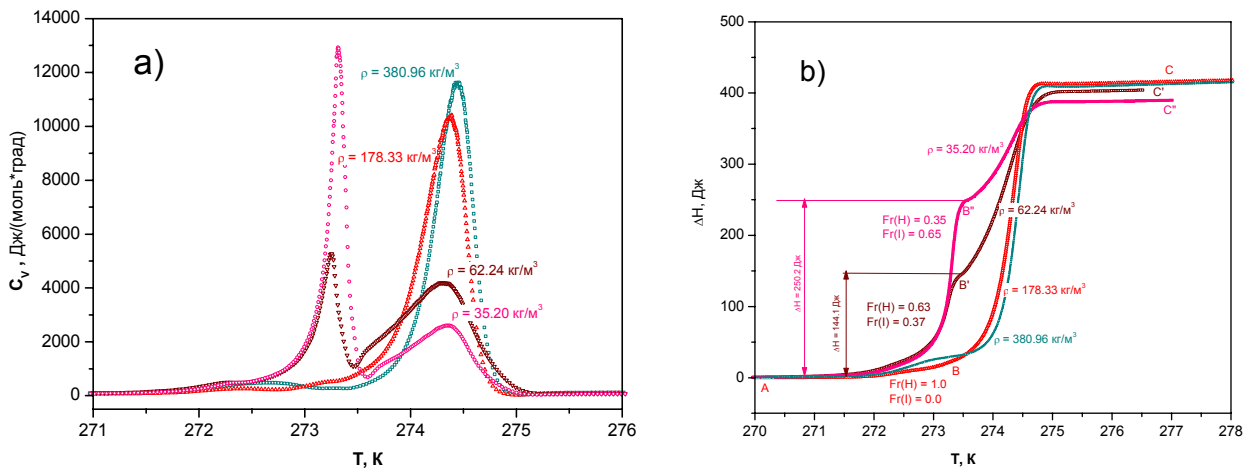 a)
14000
12000
10000
8000
6000
4000
2000
0
Cᵥ , Дж/(моль*град)
ρ = 380.96 кг/м³
ρ = 178.33 кг/м³
ρ = 62.24 кг/м³
ρ = 35.20 кг/м³
271 272 273 274 275 276
T, K
b)
500
400
300
200
100
0
ΔH, Дж
C
C'
C"
ρ = 35.20 кг/м³
ρ = 62.24 кг/м³
B"
Fr(H) = 0.35
Fr(I) = 0.65
ΔH = 250.2 Дж
B'
Fr(H) = 0.63
Fr(I) = 0.37
ΔH = 144.1 Дж
ρ = 178.33 кг/м³
ρ = 380.96 кг/м³
A
B
Fr(H) = 1.0
Fr(I) = 0.0
270 271 272 273 274 275 276 277 278
T, K